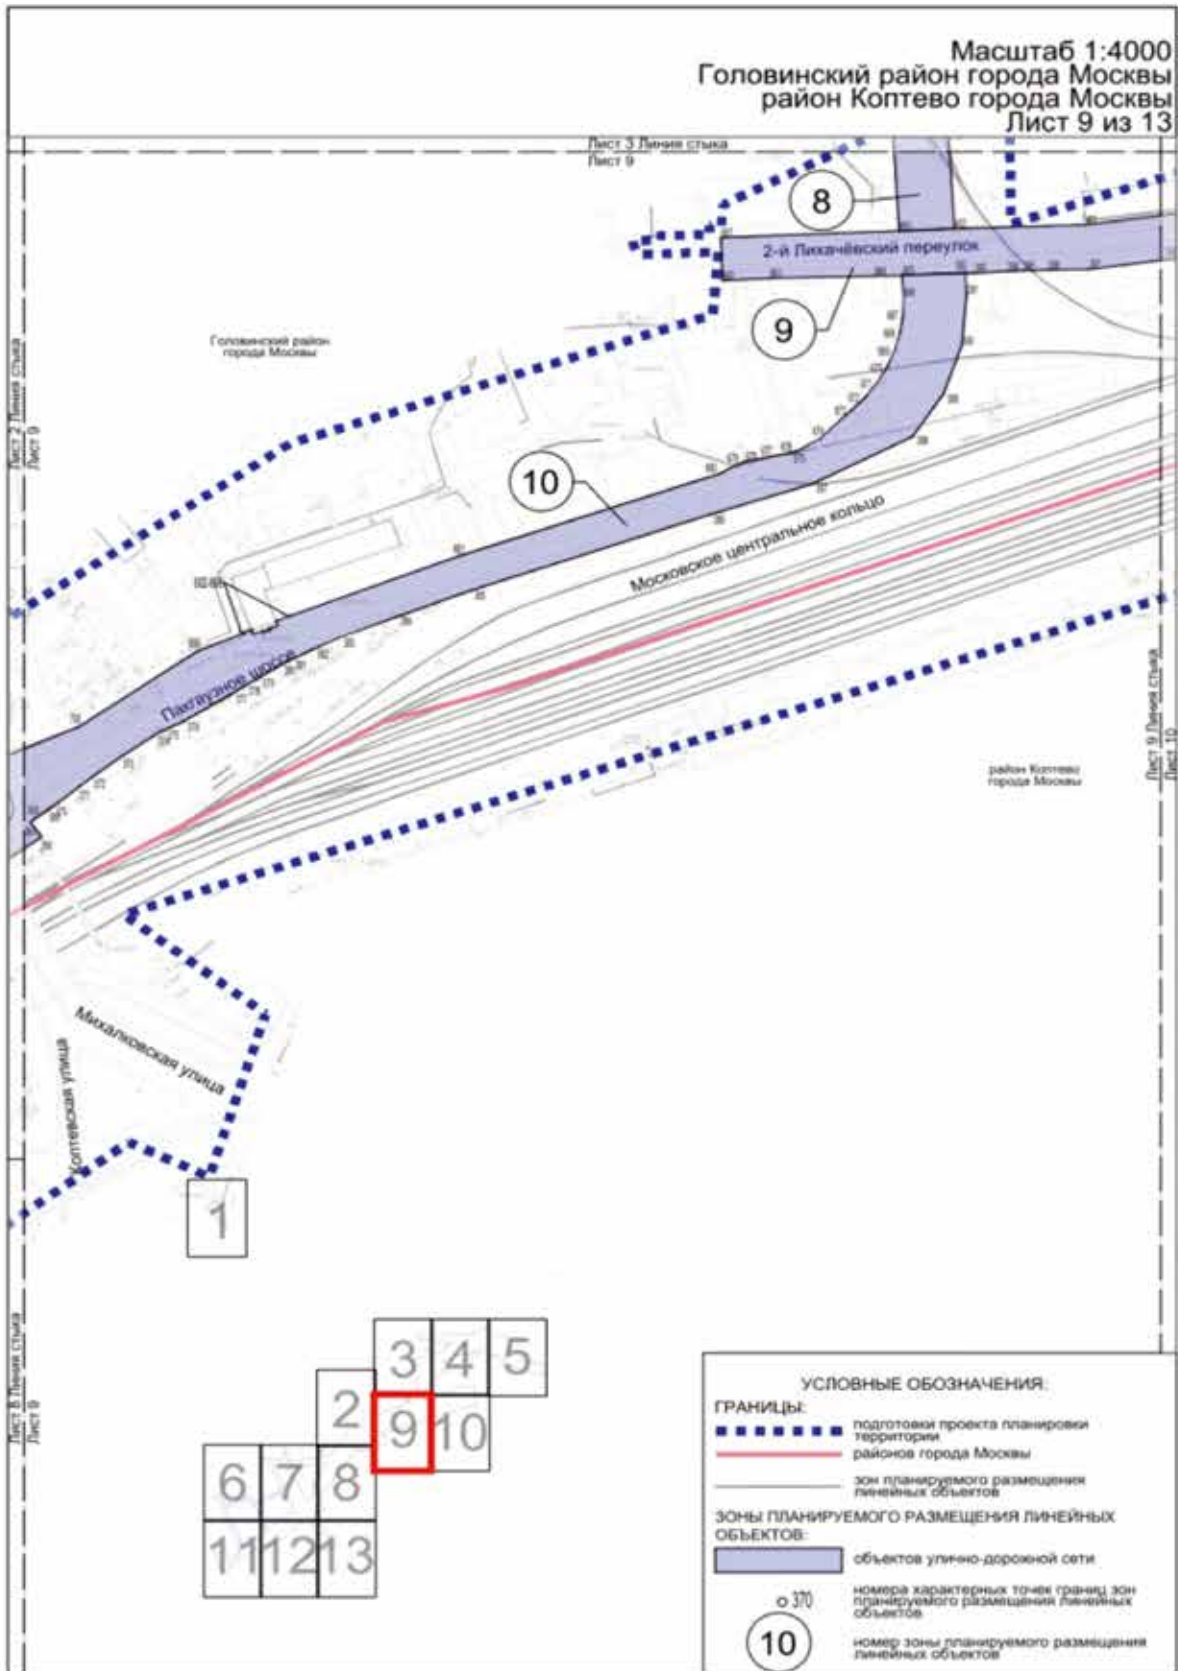 Масштаб 1:4000
Головинский район города Москвы
район Коптево города Москвы
Лист 9 из 13
Лист 3 Линия стыка
Лист 9
8
2-й Лихачёвский переулок
9
Головинский район
города Москвы
Лист 2 Линия стыка
Лист 9
10
Московское центральное кольцо
Пакгаузное шоссе
район Коптево
города Москвы
Лист 9 Линия стыка
Лист 10
Михалковская улица
Коптевская улица
Лист 8 Линия стыка
Лист 9
1
3
4
5
2
9
10
6
7
8
11
12
13
УСЛОВНЫЕ ОБОЗНАЧЕНИЯ:
ГРАНИЦЫ:
подготовки проекта планировки
территории
районов города Москвы
зон планируемого размещения
линейных объектов
ЗОНЫ ПЛАНИРУЕМОГО РАЗМЕЩЕНИЯ ЛИНЕЙНЫХ
ОБЪЕКТОВ:
объектов улично-дорожной сети
370
номера характерных точек границ зон
планируемого размещения линейных
объектов
10
номер зоны планируемого размещения
линейных объектов